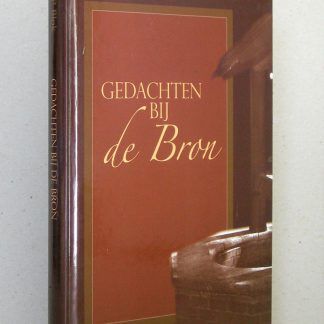 GEDACHTEN
BIJ
de Bron
GEDACHTEN BIJ DE BRON